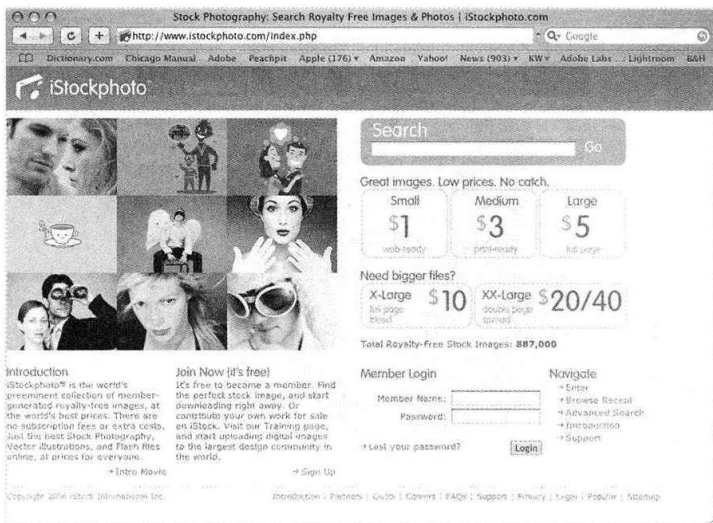 Stock Photography: Search Royalty Free Images & Photos | iStockphoto.com
http://www.istockphoto.com/index.php
Google
Dictionary.com Chicago Manual Adobe Peachpit Apple (176) Amazon Yahoo! News (903) KW Adobe Labs ... Lightroom B&H
iStockphoto
Search
Go
Great images. Low prices. No catch.
Small Medium Large
$1 $3 $5
web-ready print-ready full page
Need bigger files?
X-Large $10 XX-Large $20/40
full page bleed
double page spread
Total Royalty-Free Stock Images: 887,000
Introduction
iStockphoto® is the world's
preeminent collection of member-
generated royalty-free images, at
the world's best prices. There are
no subscription fees or extra costs.
Just the best Stock Photography,
Vector illustrations, and Flash files
online, at prices for everyone.
→ Intro Movie
Join Now (it's free)
It's free to become a member. Find
the perfect stock image, and start
downloading right away. Or
contribute your own work for sale
on iStock. Visit our Training page,
and start uploading digital images
to the largest design community in
the world.
→ Sign Up
Member Login
Member Name:
Password:
→ Lost your password?
Login
Navigate
→ Enter
→ Browse Recent
→ Advanced Search
→ Introduction
→ Support
Copyright 2006 iStock International Inc.
Introduction | Partners | | Careers | FAQs | Support | Privacy | Legal | Popular | Sitemap